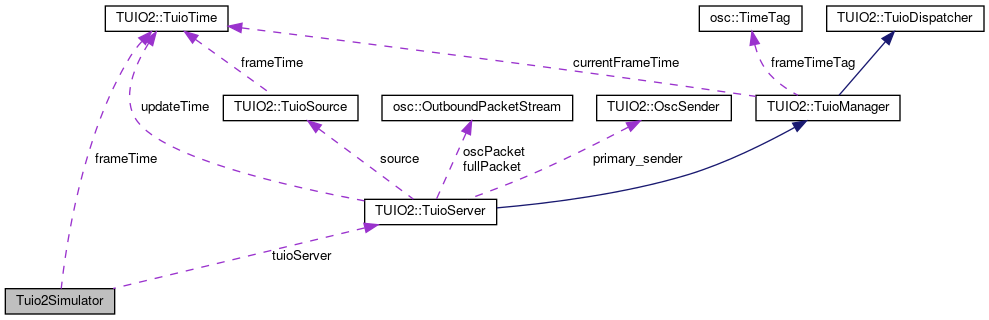 TUIO2::TuioTime
osc::TimeTag
TUIO2::TuioDispatcher
frameTime
currentFrameTime
frameTimeTag
updateTime
TUIO2::TuioSource
osc::OutboundPacketStream
TUIO2::OscSender
TUIO2::TuioManager
frameTime
source
oscPacket
fullPacket
primary_sender
TUIO2::TuioServer
tuioServer
Tuio2Simulator